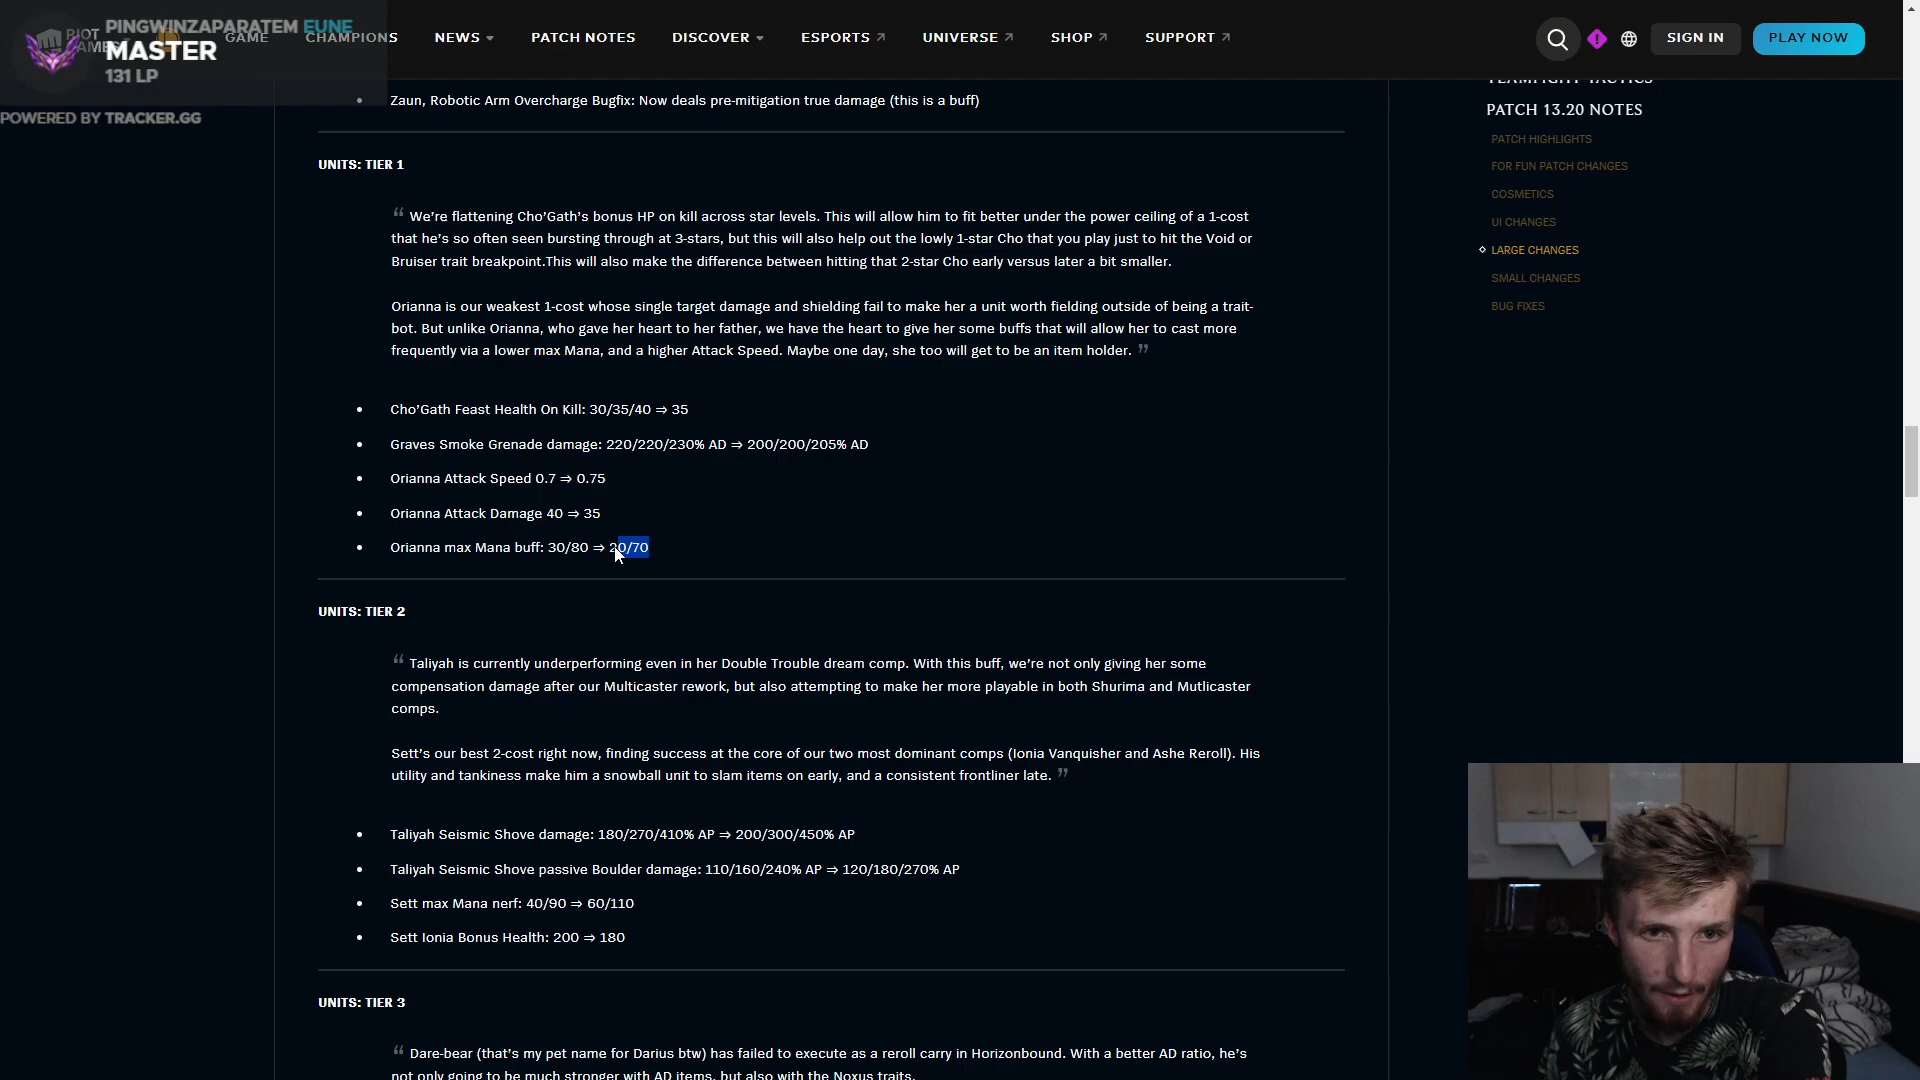 PINGWINZAPARATEM EUNE
MASTER
131 LP
POWERED BY TRACKER.GG
RIOT
GAMES
GAME
CHAMPIONS
NEWS
PATCH NOTES
DISCOVER
ESPORTS
UNIVERSE
SHOP
SUPPORT
SIGN IN
PLAY NOW
• Zaun, Robotic Arm Overcharge Bugfix: Now deals pre-mitigation true damage (this is a buff)
UNITS: TIER 1
“ We’re flattening Cho’Gath’s bonus HP on kill across star levels. This will allow him to fit better under the power ceiling of a 1-cost
that he’s so often seen bursting through at 3-stars, but this will also help out the lowly 1-star Cho that you play just to hit the Void or
Bruiser trait breakpoint.This will also make the difference between hitting that 2-star Cho early versus later a bit smaller.
Orianna is our weakest 1-cost whose single target damage and shielding fail to make her a unit worth fielding outside of being a trait-
bot. But unlike Orianna, who gave her heart to her father, we have the heart to give her some buffs that will allow her to cast more
frequently via a lower max Mana, and a higher Attack Speed. Maybe one day, she too will get to be an item holder. ”
• Cho’Gath Feast Health On Kill: 30/35/40 ⇒ 35
• Graves Smoke Grenade damage: 220/220/230% AD ⇒ 200/200/205% AD
• Orianna Attack Speed 0.7 ⇒ 0.75
• Orianna Attack Damage 40 ⇒ 35
• Orianna max Mana buff: 30/80 ⇒ 20/70
UNITS: TIER 2
“ Taliyah is currently underperforming even in her Double Trouble dream comp. With this buff, we’re not only giving her some
compensation damage after our Multicaster rework, but also attempting to make her more playable in both Shurima and Mutlicaster
comps.
Sett’s our best 2-cost right now, finding success at the core of our two most dominant comps (Ionia Vanquisher and Ashe Reroll). His
utility and tankiness make him a snowball unit to slam items on early, and a consistent frontliner late. ”
• Taliyah Seismic Shove damage: 180/270/410% AP ⇒ 200/300/450% AP
• Taliyah Seismic Shove passive Boulder damage: 110/160/240% AP ⇒ 120/180/270% AP
• Sett max Mana nerf: 40/90 ⇒ 60/110
• Sett Ionia Bonus Health: 200 ⇒ 180
UNITS: TIER 3
“ Dare-bear (that’s my pet name for Darius btw) has failed to execute as a reroll carry in Horizonbound. With a better AD ratio, he’s
not only going to be much stronger with AD items, but also with the Noxus traits.
TEAMFIGHT TACTICS
PATCH 13.20 NOTES
PATCH HIGHLIGHTS
FOR FUN PATCH CHANGES
COSMETICS
UI CHANGES
LARGE CHANGES
SMALL CHANGES
BUG FIXES